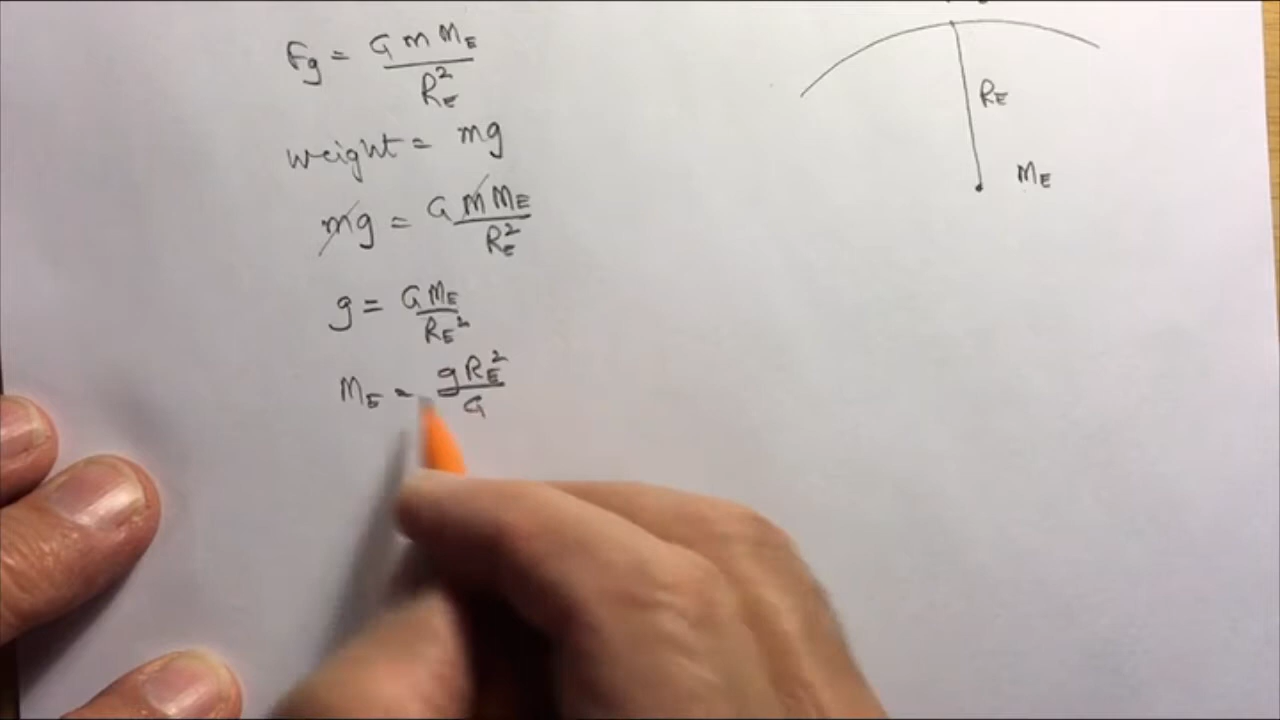 Fg = G m ME / RE²
weight = mg
mg = G m ME / RE²
g = G ME / RE²
ME = g RE² / G
RE
ME